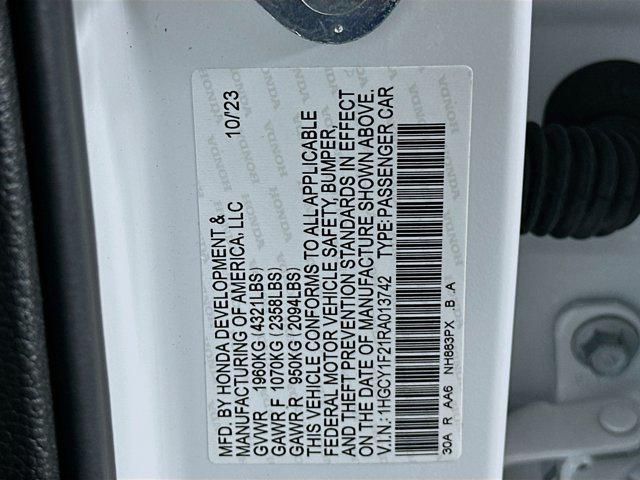 MFD. BY HONDA DEVELOPMENT &
MANUFACTURING OF AMERICA, LLC 10/23
GVWR 1960KG (4321LBS)
GAWR F 1070KG (2358LBS)
GAWR R 950KG (2094LBS)
THIS VEHICLE CONFORMS TO ALL APPLICABLE
FEDERAL MOTOR VEHICLE SAFETY, BUMPER,
AND THEFT PREVENTION STANDARDS IN EFFECT
ON THE DATE OF MANUFACTURE SHOWN ABOVE.
V.I.N.: 1HGCY1F21RA013742 TYPE: PASSENGER CAR
30A R AA6 NH883PX B .A